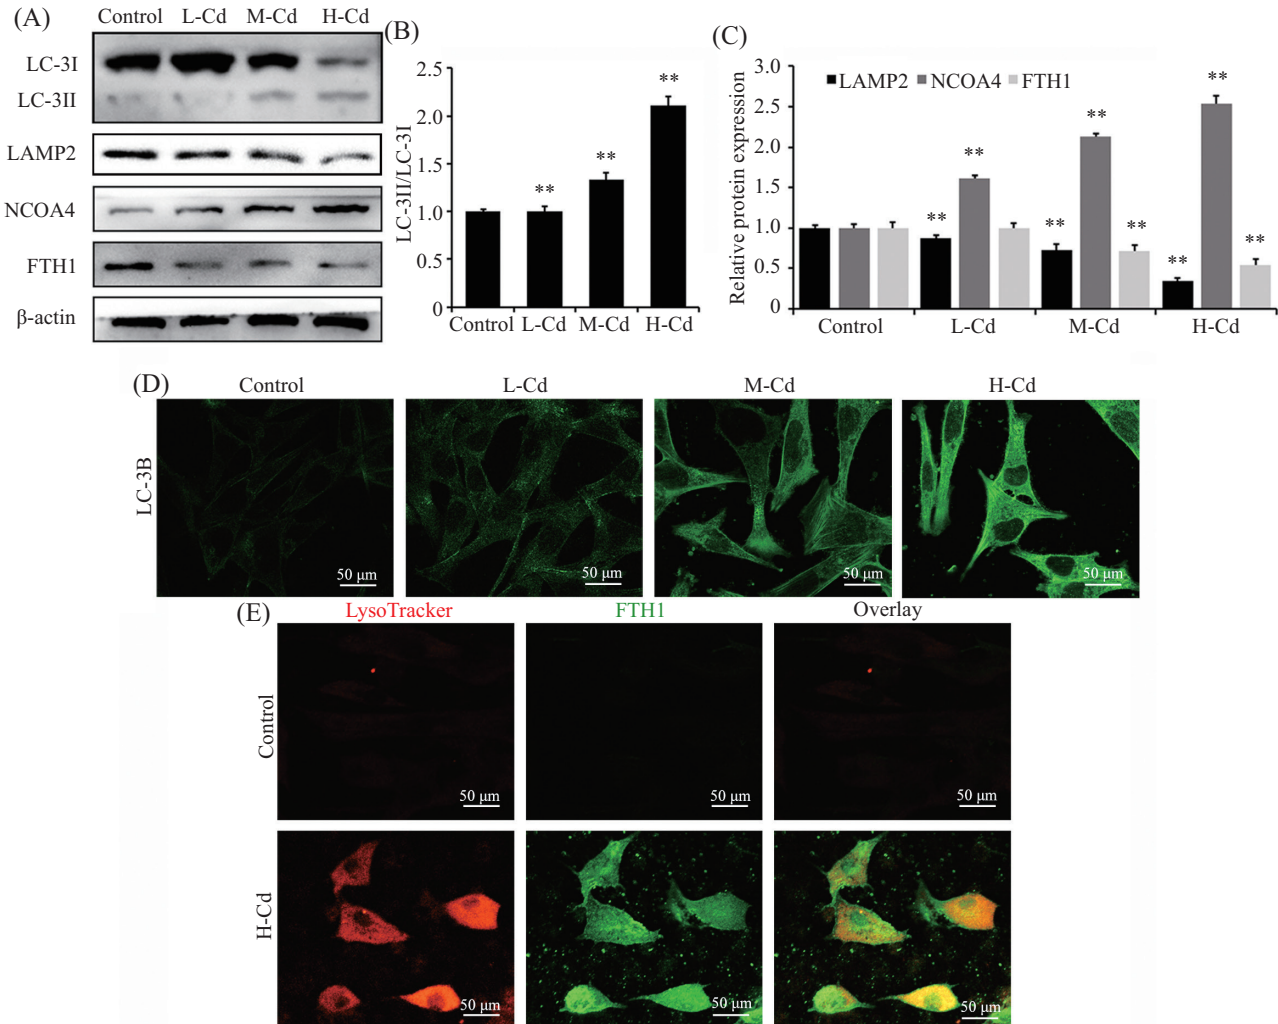 (A)
Control L-Cd M-Cd H-Cd
LC-3I
LC-3II
LAMP2
NCOA4
FTH1
β-actin
(B)
LC-3II/LC-3I
2.5
2.0
1.5
1.0
0.5
0
**
**
**
Control L-Cd M-Cd H-Cd
(C)
Relative protein expression
3.0
2.5
2.0
1.5
1.0
0.5
0
LAMP2 NCOA4 FTH1
**
**
**
**
**
**
**
**
Control L-Cd M-Cd H-Cd
(D)
Control L-Cd M-Cd H-Cd
LC-3B
50 μm 50 μm 50 μm 50 μm
(E)
LysoTracker FTH1 Overlay
Control
50 μm 50 μm 50 μm
H-Cd
50 μm 50 μm 50 μm